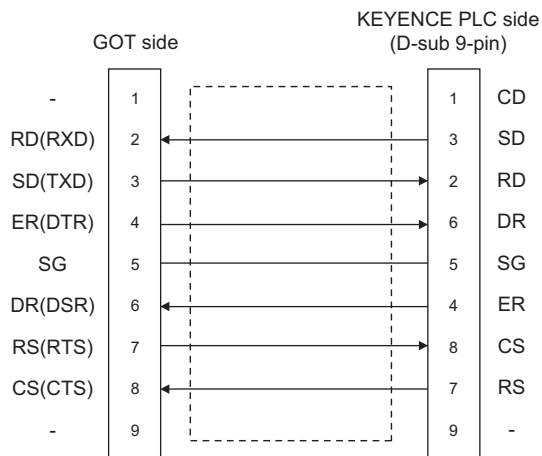 KEYENCE PLC side
GOT side (D-sub 9-pin)
- 1 1 CD
RD(RXD) 2 3 SD
SD(TXD) 3 2 RD
ER(DTR) 4 6 DR
SG 5 5 SG
DR(DSR) 6 4 ER
RS(RTS) 7 8 CS
CS(CTS) 8 7 RS
- 9 9 -